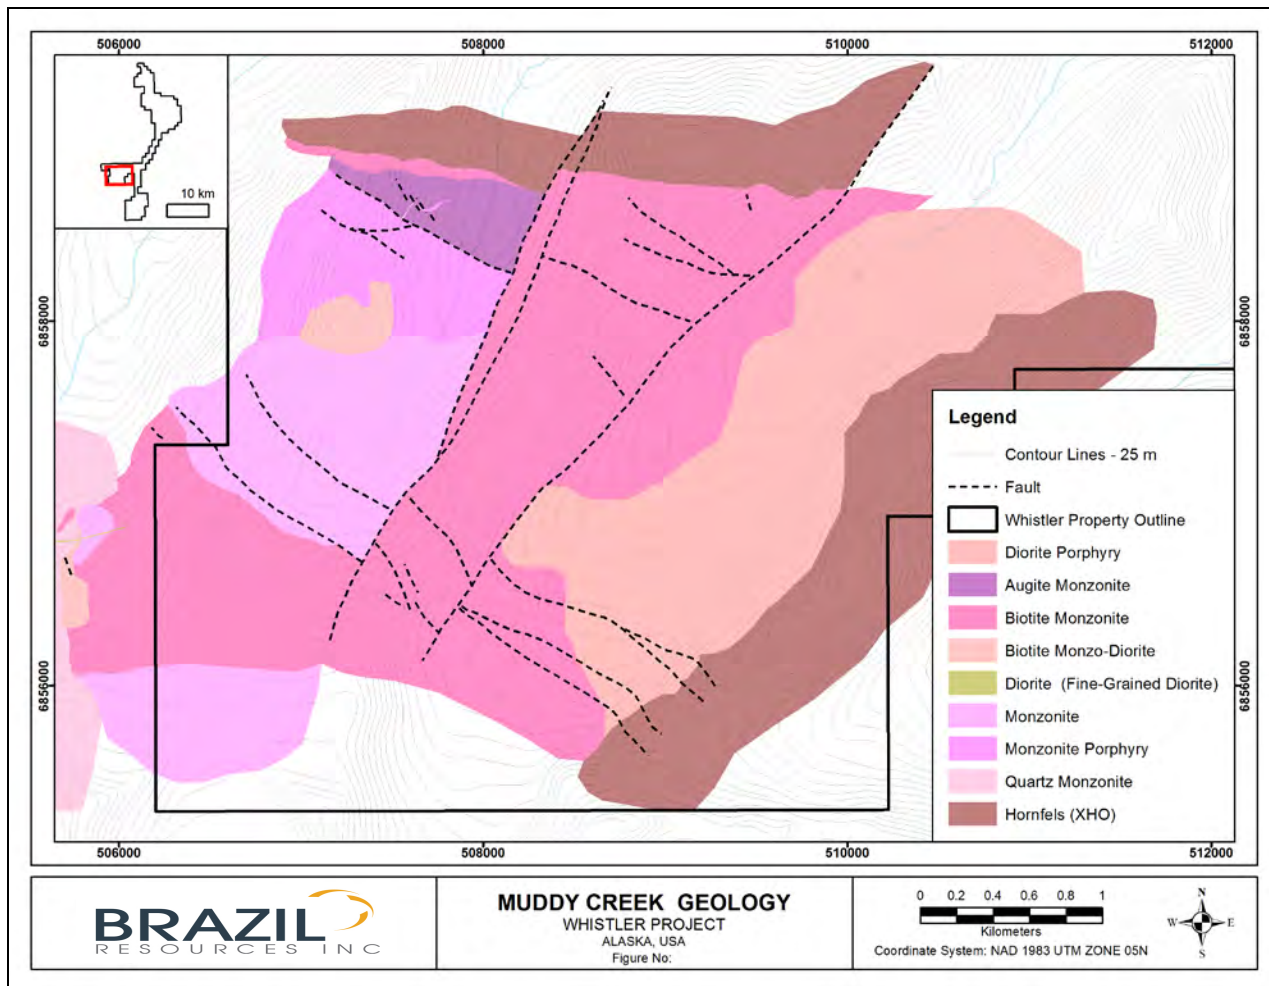 506000
508000
510000
512000
10 km
6858000
6858000
6856000
6856000
Legend
Contour Lines - 25 m
Fault
Whistler Property Outline
Diorite Porphyry
Augite Monzonite
Biotite Monzonite
Biotite Monzo-Diorite
Diorite (Fine-Grained Diorite)
Monzonite
Monzonite Porphyry
Quartz Monzonite
Hornfels (XHO)
506000
508000
510000
512000
BRAZIL
RESOURCES INC
MUDDY CREEK GEOLOGY
WHISTLER PROJECT
ALASKA, USA
Figure No:
0 0.2 0.4 0.6 0.8 1
Kilometers
Coordinate System: NAD 1983 UTM ZONE 05N
N
W E
S